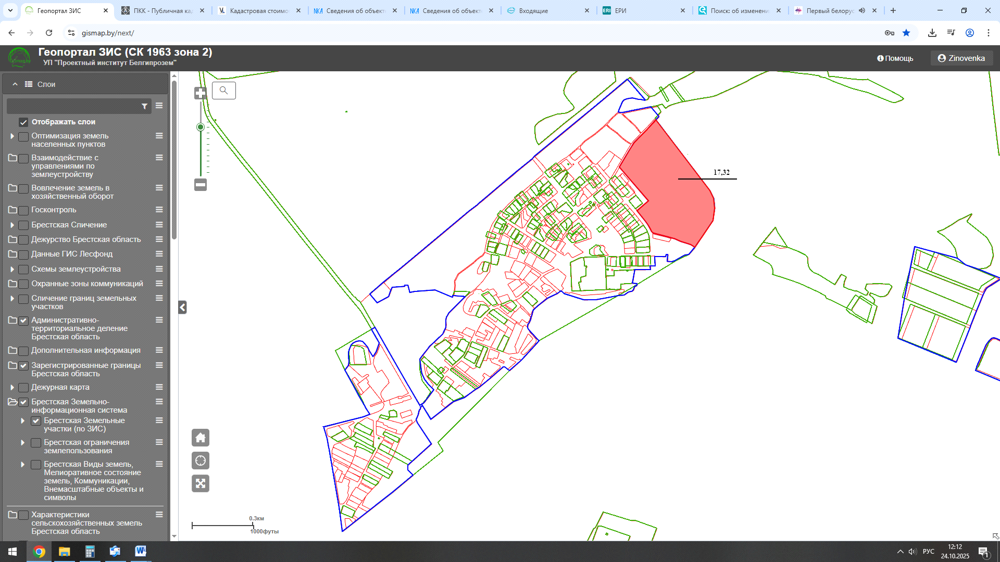 Геопортал ЗИС
ПКК - Публичная ка
Кадастровая стоимо
Сведения об объект
Сведения об объект
Входящие
ЕРИ
Поиск: об изменени
Первый белорус
gismap.by/next/
Геопортал ЗИС (СК 1963 зона 2)
УП "Проектный институт Белгипрозем"
Помощь
Zinovenka
Слои
Отображать слои
Оптимизация земель
населенных пунктов
Взаимодействие с
управлениями по
землеустройству
Вовлечение земель в
хозяйственный оборот
Госконтроль
Брестская Сличение
Дежурство Брестская область
Данные ГИС Лесфонд
Схемы землеустройства
Охранные зоны коммуникаций
Сличение границ земельных
участков
Административно-
территориальное деление
Брестская область
Дополнительная информация
Зарегистрированные границы
Брестская область
Дежурная карта
Брестская Земельно-
информационная система
Брестская Земельные
участки (по ЗИС)
Брестская ограничения
землепользования
Брестская Виды земель,
Мелиоративное состояние
земель, Коммуникации,
Внемасштабные объекты и
символы
Характеристики
сельскохозяйственных земель
Брестская область
17,32
0.3км
1000футы
РУС
12:12
24.10.2025
1